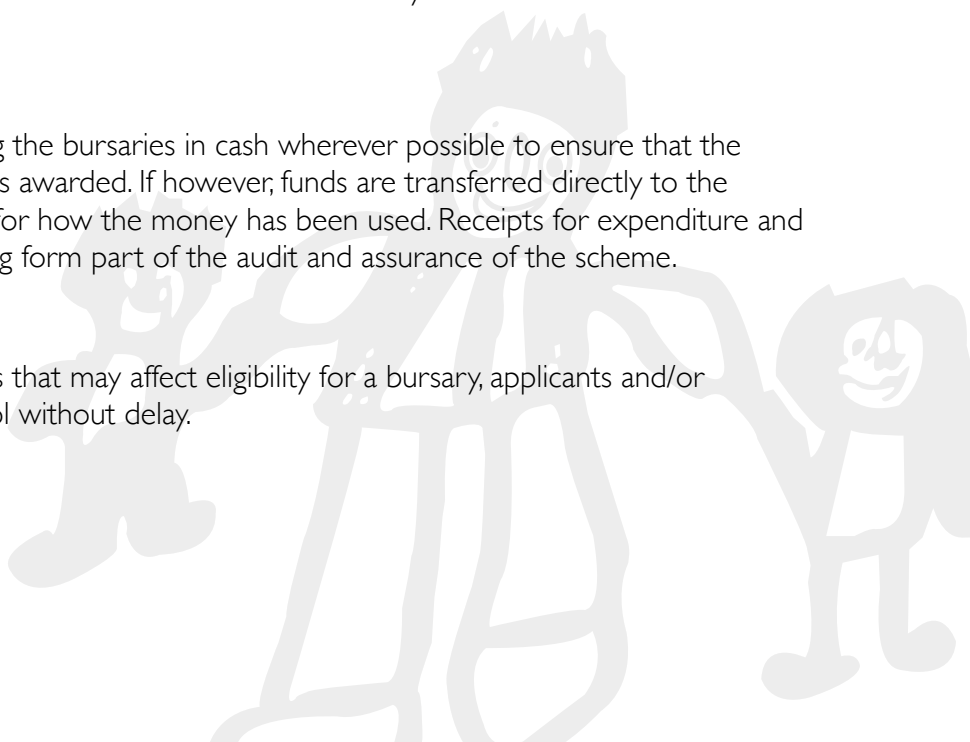 g the bursaries in cash wherever possible to ensure that the
s awarded. If however, funds are transferred directly to the
for how the money has been used. Receipts for expenditure and
g form part of the audit and assurance of the scheme.
s that may affect eligibility for a bursary, applicants and/or
ol without delay.